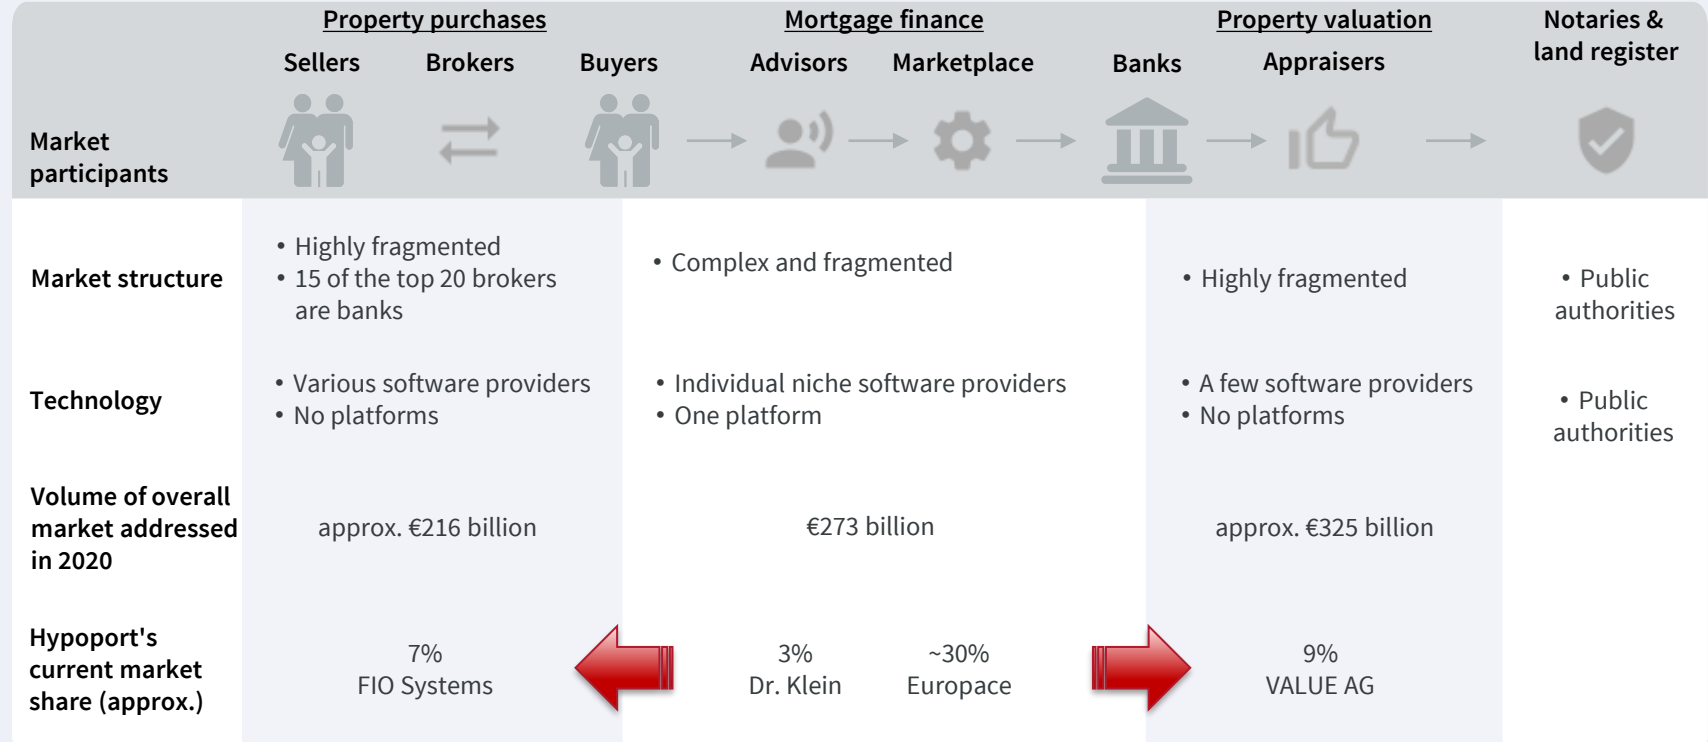 Property purchases
Mortgage finance
Property valuation
Notaries &
land register
Sellers
Brokers
Buyers
Advisors
Marketplace
Banks
Appraisers
Market
participants
Market structure
• Highly fragmented
• 15 of the top 20 brokers
are banks
• Complex and fragmented
• Highly fragmented
• Public
authorities
Technology
• Various software providers
• No platforms
• Individual niche software providers
• One platform
• A few software providers
• No platforms
• Public
authorities
Volume of overall
market addressed
in 2020
approx. €216 billion
€273 billion
approx. €325 billion
Hypoport's
current market
share (approx.)
7%
FIO Systems
3%
Dr. Klein
~30%
Europace
9%
VALUE AG